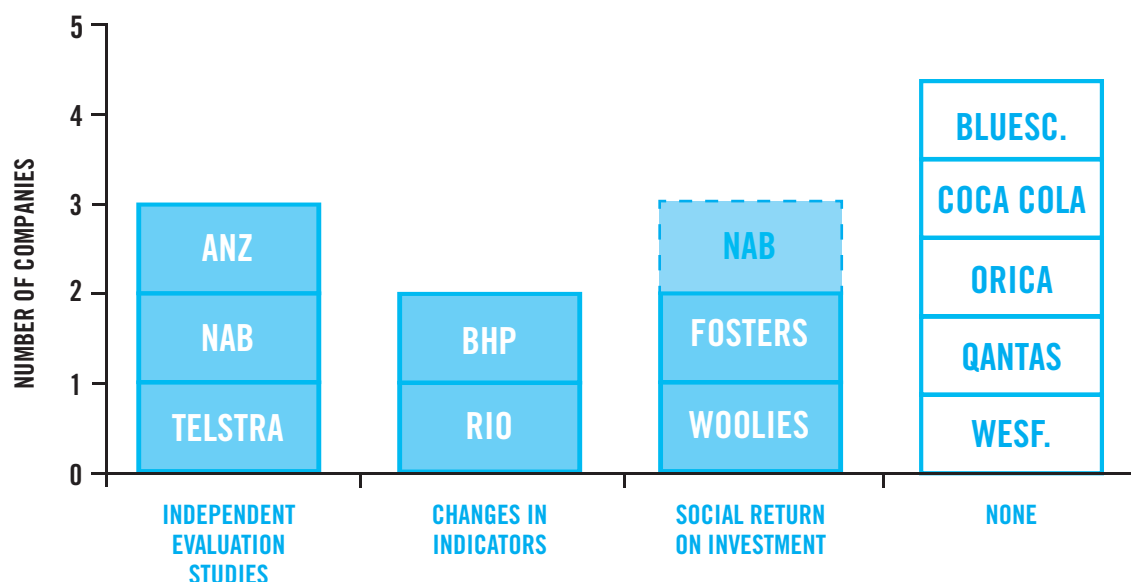 NUMBER OF COMPANIES
5
4
3
2
1
0
ANZ
NAB
TELSTRA
BHP
RIO
NAB
FOSTERS
WOOLIES
BLUESC.
COCA COLA
ORICA
QANTAS
WESF.
INDEPENDENT
EVALUATION
STUDIES
CHANGES IN
INDICATORS
SOCIAL RETURN
ON INVESTMENT
NONE